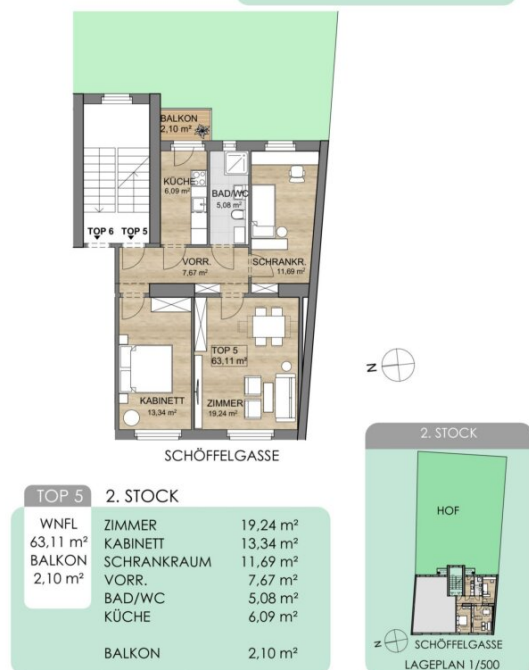 BALKON
2,10 m²
KÜCHE
6,09 m²
BAD/WC
5,08 m²
TOP 6 TOP 5
VORR.
7,67 m²
SCHRANKR.
11,69 m²
TOP 5
63,11 m²
KABINETT
13,34 m²
ZIMMER
19,24 m²
SCHÖFFELGASSE
N
TOP 5 2. STOCK
WNFL
63,11 m²
BALKON
2,10 m²
ZIMMER 19,24 m²
KABINETT 13,34 m²
SCHRANKRAUM 11,69 m²
VORR. 7,67 m²
BAD/WC 5,08 m²
KÜCHE 6,09 m²
BALKON 2,10 m²
2. STOCK
HOF
N
SCHÖFFELGASSE
LAGEPLAN 1/500